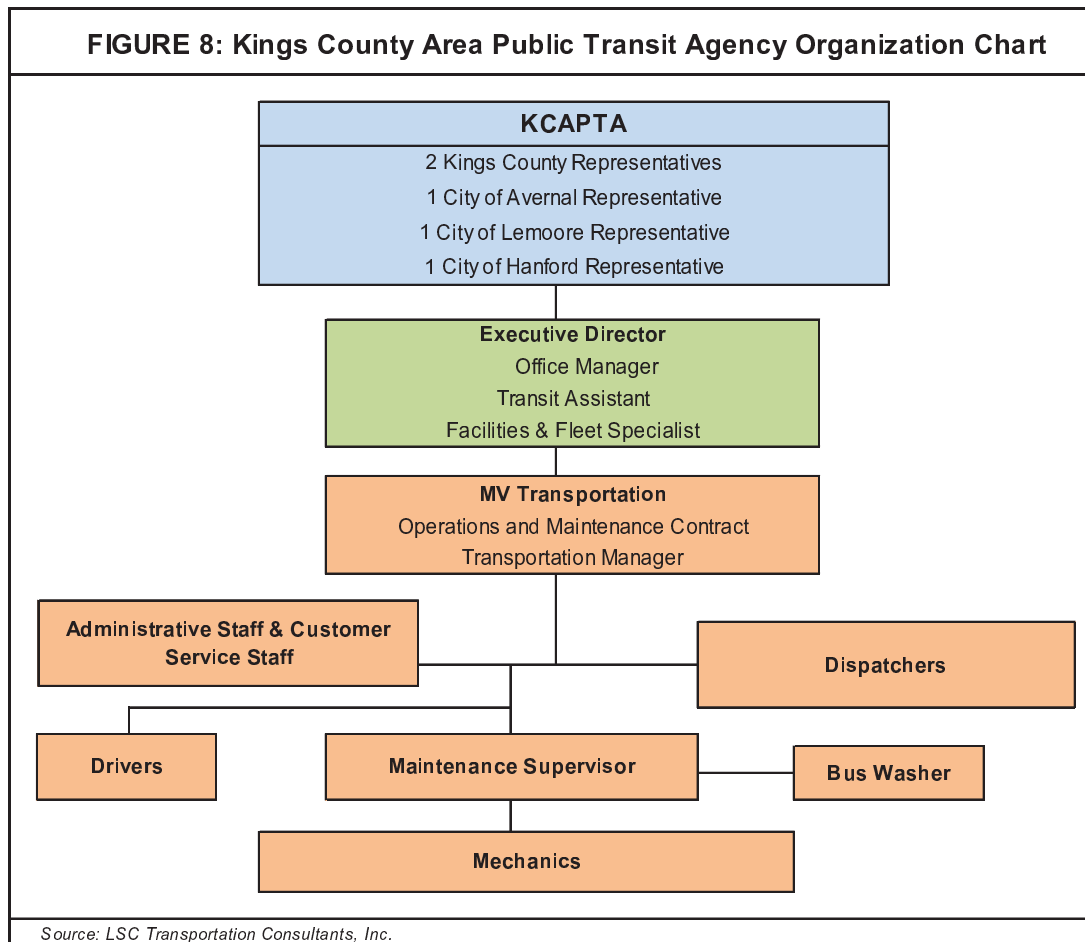 FIGURE 8: Kings County Area Public Transit Agency Organization Chart
KCAPTA
2 Kings County Representatives
1 City of Avernal Representative
1 City of Lemoore Representative
1 City of Hanford Representative
Executive Director
Office Manager
Transit Assistant
Facilities & Fleet Specialist
MV Transportation
Operations and Maintenance Contract
Transportation Manager
Administrative Staff & Customer
Service Staff
Dispatchers
Drivers
Maintenance Supervisor
Bus Washer
Mechanics
Source: LSC Transportation Consultants, Inc.